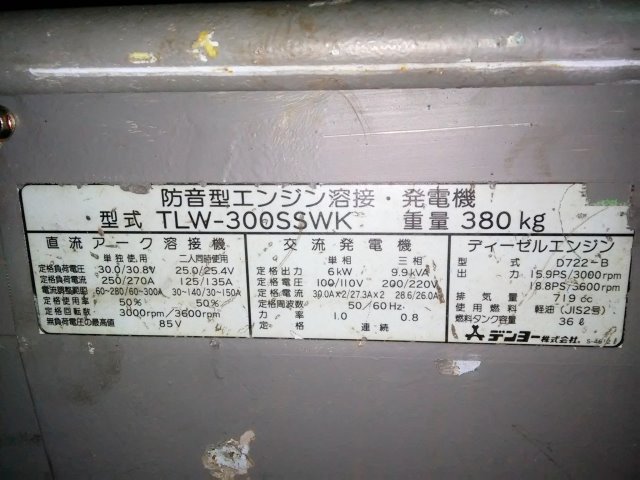 防音型エンジン溶接・発電機
型式 TLW-300SSWK 重量 380kg
直流アーク溶接機
単独使用 二人同時使用
定格負荷電圧 30.0/30.8V 25.0/25.4V
定格負荷電流 250/270A 125/135A
電流調整範囲 60-280/60-300A 30-140/30-150A
定格使用率 50% 50%
定格回転数 3000rpm/3600rpm
無負荷電圧の最高値 85V
交流発電機
単相 三相
定格出力 6kW 9.9kVA
定格電圧 100/110V 200/220V
定格電流 30.0A×2/27.3A×2 28.6/26.0A
定格周波数 50/60Hz
力率 1.0 0.8
定格 連続
ディーゼルエンジン
型式 D722-B
出力 15.9PS/3000rpm
18.8PS/3600rpm
排気量 719cc
使用燃料 軽油(JIS2号)
燃料タンク容量 36ℓ
デンヨー株式会社